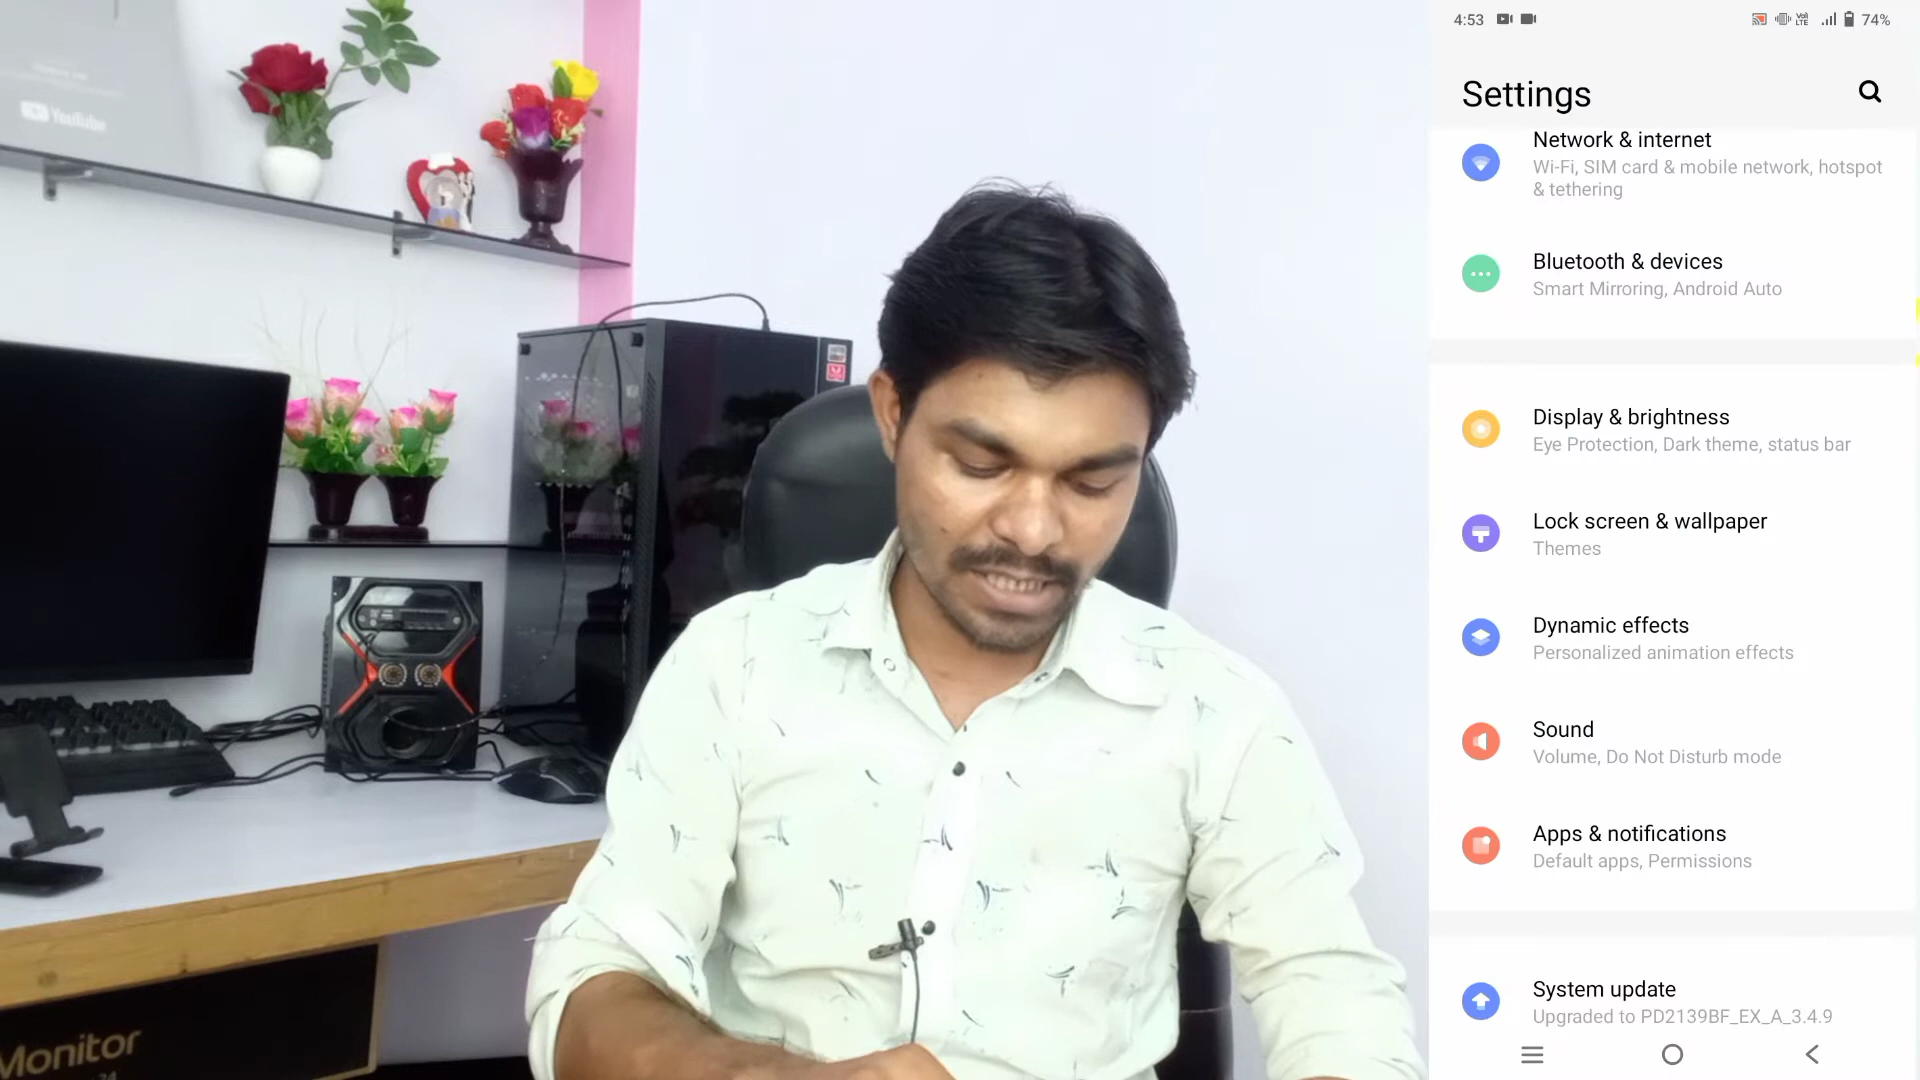 YouTube
Monitor
4:53
74%
Settings
Network & internet
Wi-Fi, SIM card & mobile network, hotspot
& tethering
Bluetooth & devices
Smart Mirroring, Android Auto
Display & brightness
Eye Protection, Dark theme, status bar
Lock screen & wallpaper
Themes
Dynamic effects
Personalized animation effects
Sound
Volume, Do Not Disturb mode
Apps & notifications
Default apps, Permissions
System update
Upgraded to PD2139BF_EX_A_3.4.9